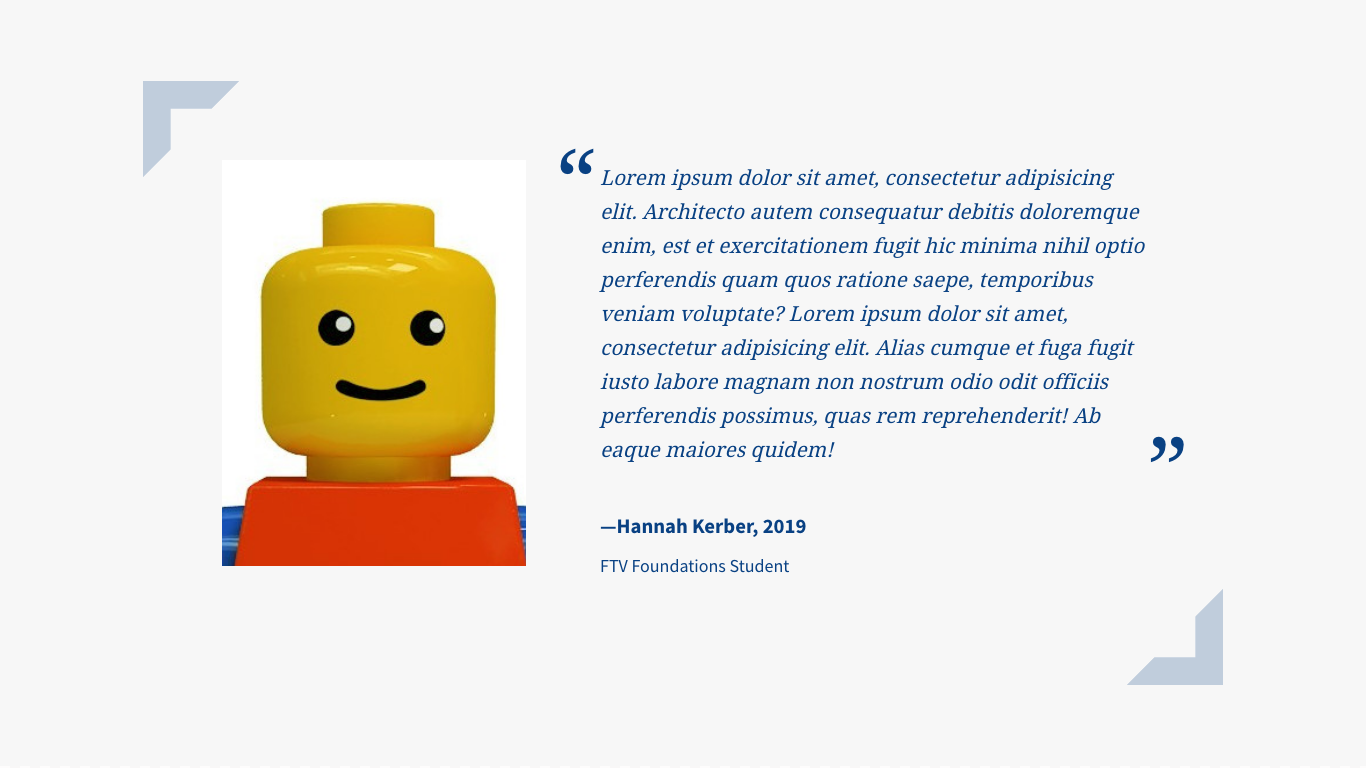 “Lorem ipsum dolor sit amet, consectetur adipisicing
elit. Architecto autem consequatur debitis doloremque
enim, est et exercitationem fugit hic minima nihil optio
perferendis quam quos ratione saepe, temporibus
veniam voluptate? Lorem ipsum dolor sit amet,
consectetur adipisicing elit. Alias cumque et fuga fugit
iusto labore magnam non nostrum odio odit officiis
perferendis possimus, quas rem reprehenderit! Ab
eaque maiores quidem!”
—Hannah Kerber, 2019
FTV Foundations Student